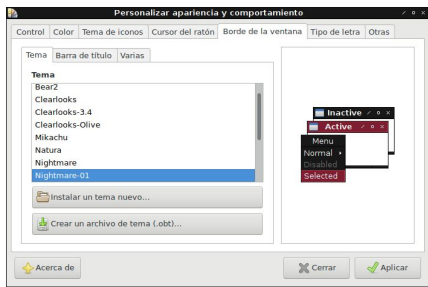 Personalizar apariencia y comportamiento
Control Color Tema de iconos Cursor del ratón Borde de la ventana Tipo de letra Otras
Tema Barra de título Varias
Tema
Bear2
Clearlooks
Clearlooks-3.4
Clearlooks-Olive
Mikachu
Natura
Nightmare
Nightmare-01
Instalar un tema nuevo...
Crear un archivo de tema (.obt)...
Inactive
Active
Menu
Normal
Disabled
Selected
Acerca de
Cerrar
Aplicar